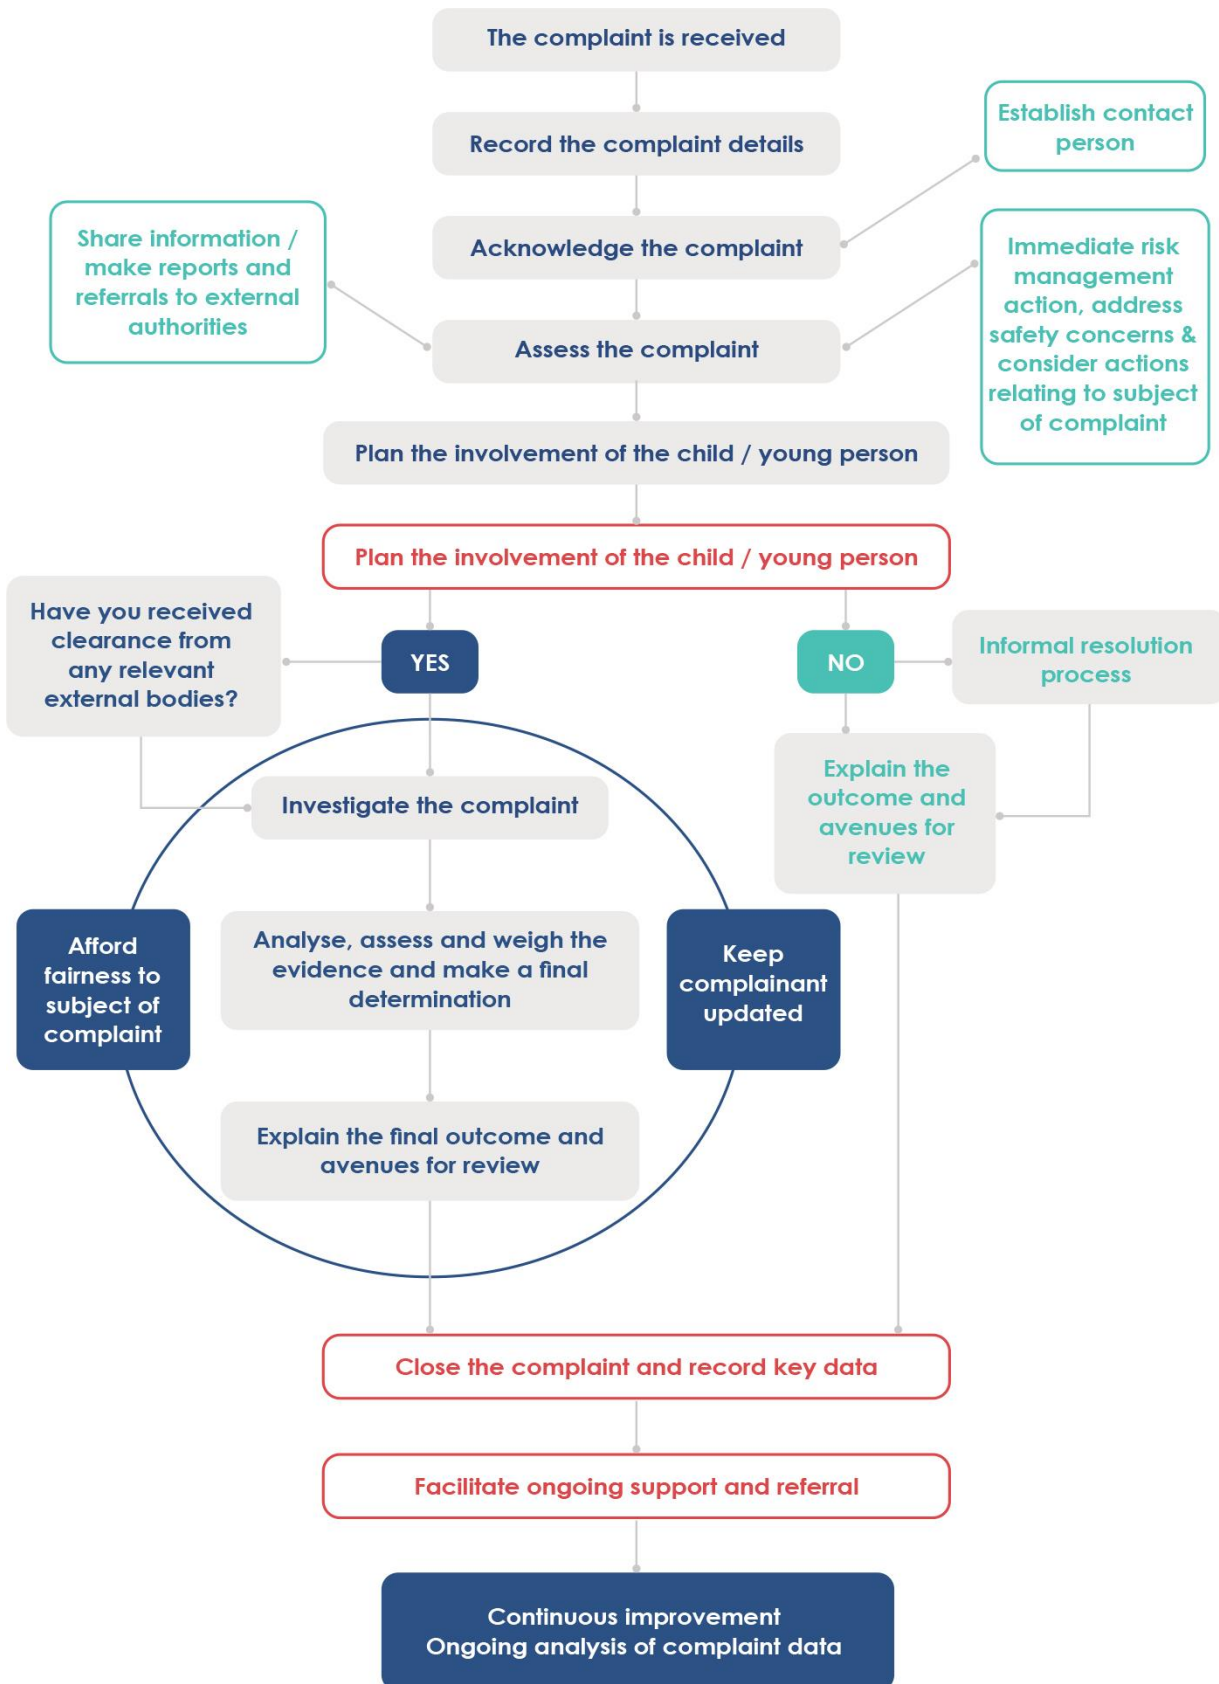 The complaint is received
Record the complaint details
Establish contact
person
Acknowledge the complaint
Share information /
make reports and
referrals to external
authorities
Immediate risk
management
action, address
safety concerns &
consider actions
relating to subject
of complaint
Assess the complaint
Plan the involvement of the child / young person
Plan the involvement of the child / young person
Have you received
clearance from
any relevant
external bodies?
YES
NO
Informal resolution
process
Explain the
outcome and
avenues for
review
Investigate the complaint
Afford
fairness to
subject of
complaint
Analyse, assess and weigh the
evidence and make a final
determination
Keep
complainant
updated
Explain the final outcome and
avenues for review
Close the complaint and record key data
Facilitate ongoing support and referral
Continuous improvement
Ongoing analysis of complaint data